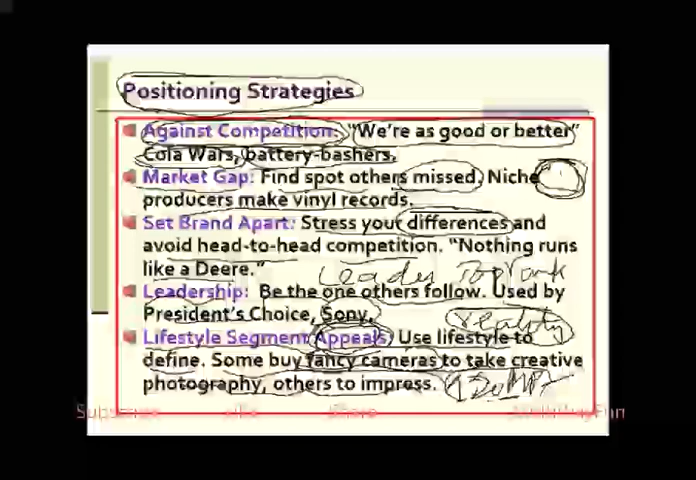 Positioning Strategies
Against Competition: "We're as good or better"
Cola Wars, battery-bashers.
Market Gap: Find spot others missed. Niche
producers make vinyl records.
Set Brand Apart: Stress your differences and
avoid head-to-head competition. "Nothing runs
like a Deere."
Leader
Leadership: Be the one others follow. Used by
President's Choice, Sony.
Lifestyle Segment Appeals: Use lifestyle to
define. Some buy fancy cameras to take creative
photography, others to impress.
Share